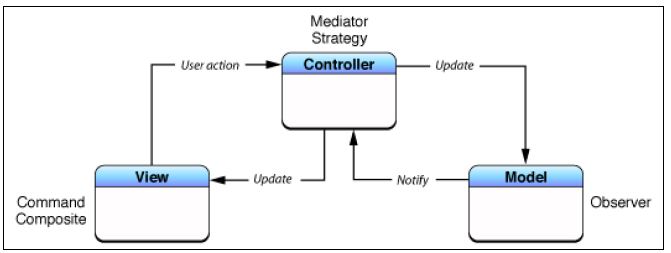 Mediator
Strategy
Controller
User action
Update
View
Update
Notify
Model
Command
Composite
Observer